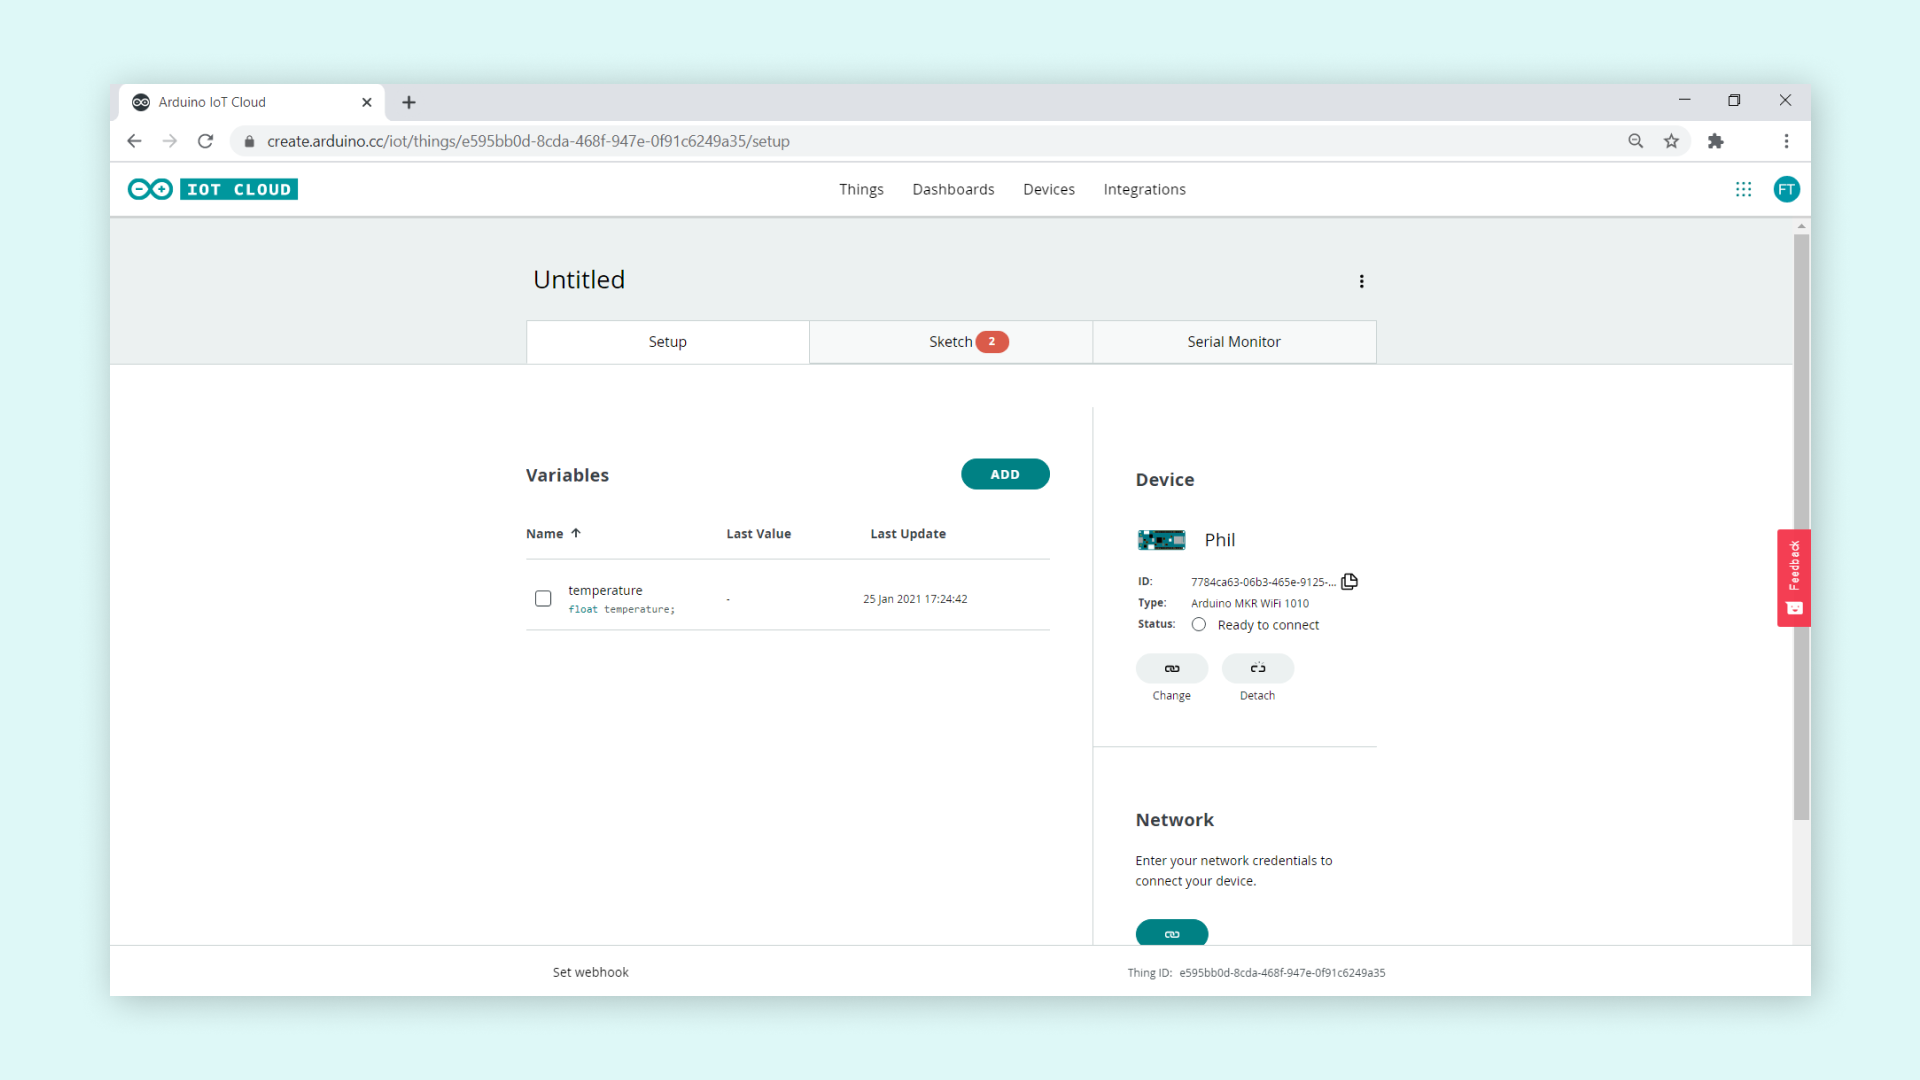 Arduino IoT Cloud
create.arduino.cc/iot/things/e595bb0d-8cda-468f-947e-0f91c6249a35/setup
IOT CLOUD
Things Dashboards Devices Integrations
FT
Untitled
Setup
Sketch 2
Serial Monitor
Variables
ADD
Name Last Value Last Update
temperature
float temperature;
- 25 Jan 2021 17:24:42
Device
Phil
ID: 7784ca63-06b3-465e-9125-...
Type: Arduino MKR WiFi 1010
Status: Ready to connect
Change Detach
Network
Enter your network credentials to
connect your device.
Feedback
Set webhook
Thing ID: e595bb0d-8cda-468f-947e-0f91c6249a35